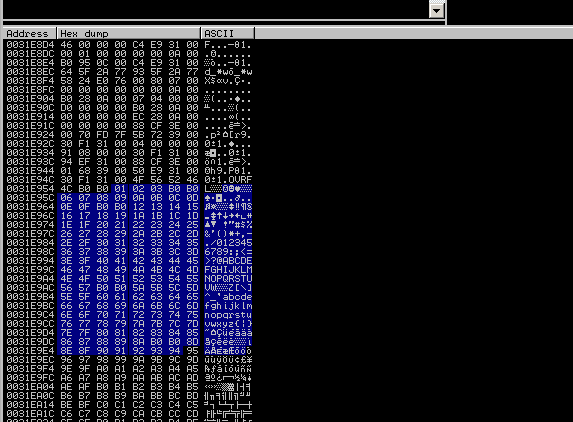 Address Hex dump ASCII
0031E8D4 46 00 00 00 C4 E9 31 00 F...─Θ1.
0031E8DC 00 01 00 00 00 00 00 0A
0031E8E4 B0 95 0C 00 C4 E9 31 00 ░ò..─Θ1.
0031E8EC 64 5F 2A 77 93 5F 2A 77 d_*wô_*w
0031E8F4 58 24 E0 76 00 80 07 00 X$αv.Ç•.
0031E8FC 00 00 00 00 00 00 00 0A ........
0031E904 B0 28 0A 00 07 04 00 00 ░(..•♦..
0031E90C D0 00 00 00 B0 28 0A 00 ╨...░(..
0031E914 00 00 00 00 EC 28 0A 00 ....∞(..
0031E91C 00 00 00 00 88 CF 3E 00 ....ê╧>.
0031E924 00 70 FD 7F 5B 72 39 00 .p²⌂[r9.
0031E92C 30 F1 31 00 04 00 00 00 0±1.♦...
0031E934 91 08 00 00 30 F1 31 00 æ◘..0±1.
0031E93C 94 EF 31 00 88 CF 3E 00 ö∩1.ê╧>.
0031E944 01 68 39 00 50 E9 31 00 ☺h9.PΘ1.
0031E94C 30 F1 31 00 4F 56 52 46 0±1.OVRF
0031E954 4C B0 B0 01 02 03 B0 B0 L░░☺☻♥░░
0031E95C 06 07 08 09 0A 0B 0C 0D ♠•◘..♂..
0031E964 0E 0F B0 B0 12 13 14 15 ♫☼░░↕‼¶§
0031E96C 16 17 18 19 1A 1B 1C 1D ▬↨↑↓→←∟↔
0031E974 1E 1F 20 21 22 23 24 25 ▲▼ !"#$%
0031E97C 26 27 28 29 2A 2B 2C 2D &'()*+,-
0031E984 2E 2F 30 31 32 33 34 35 ./012345
0031E98C 36 37 38 39 3A 3B 3C 3D 6789:;<=
0031E994 3E 3F 40 41 42 43 44 45 >?@ABCDE
0031E99C 46 47 48 49 4A 4B 4C 4D FGHIJKLM
0031E9A4 4E 4F 50 51 52 53 54 55 NOPQRSTU
0031E9AC 56 57 B0 B0 5A 5B 5C 5D VW░░Z[\]
0031E9B4 5E 5F 60 61 62 63 64 65 ^_`abcde
0031E9BC 66 67 68 69 6A 6B 6C 6D fghijklm
0031E9C4 6E 6F 70 71 72 73 74 75 nopqrstu
0031E9CC 76 77 78 79 7A 7B 7C 7D vwxyz{|}
0031E9D4 7E 7F 80 81 82 83 84 85 ~⌂Çüéâäà
0031E9DC 86 87 88 89 8A 8B 8C 8D åçêëèïîì
0031E9E4 8E 8F 90 91 92 93 94 95 ÄÅÉæÆôöò
0031E9EC 96 97 98 99 9A 9B 9C 9D ûùÿÖÜ¢£¥
0031E9F4 9E 9F A0 A1 A2 A3 A4 A5 ₧ƒáíóúñÑ
0031E9FC A6 A7 A8 A9 AA AB AC AD ªº¿⌐¬½¼¡
0031EA04 AE AF B0 B1 B2 B3 B4 B5 «»░▒▓│┤╡
0031EA0C B6 B7 B8 B9 BA BB BC BD ╢╖╕╣║╗╝╜
0031EA14 BE BF C0 C1 C2 C3 C4 C5 ╛┐└┴┬├─┼
0031EA1C C6 C7 C8 C9 CA CB CC CD ╞╟╚╔╩╦╠═